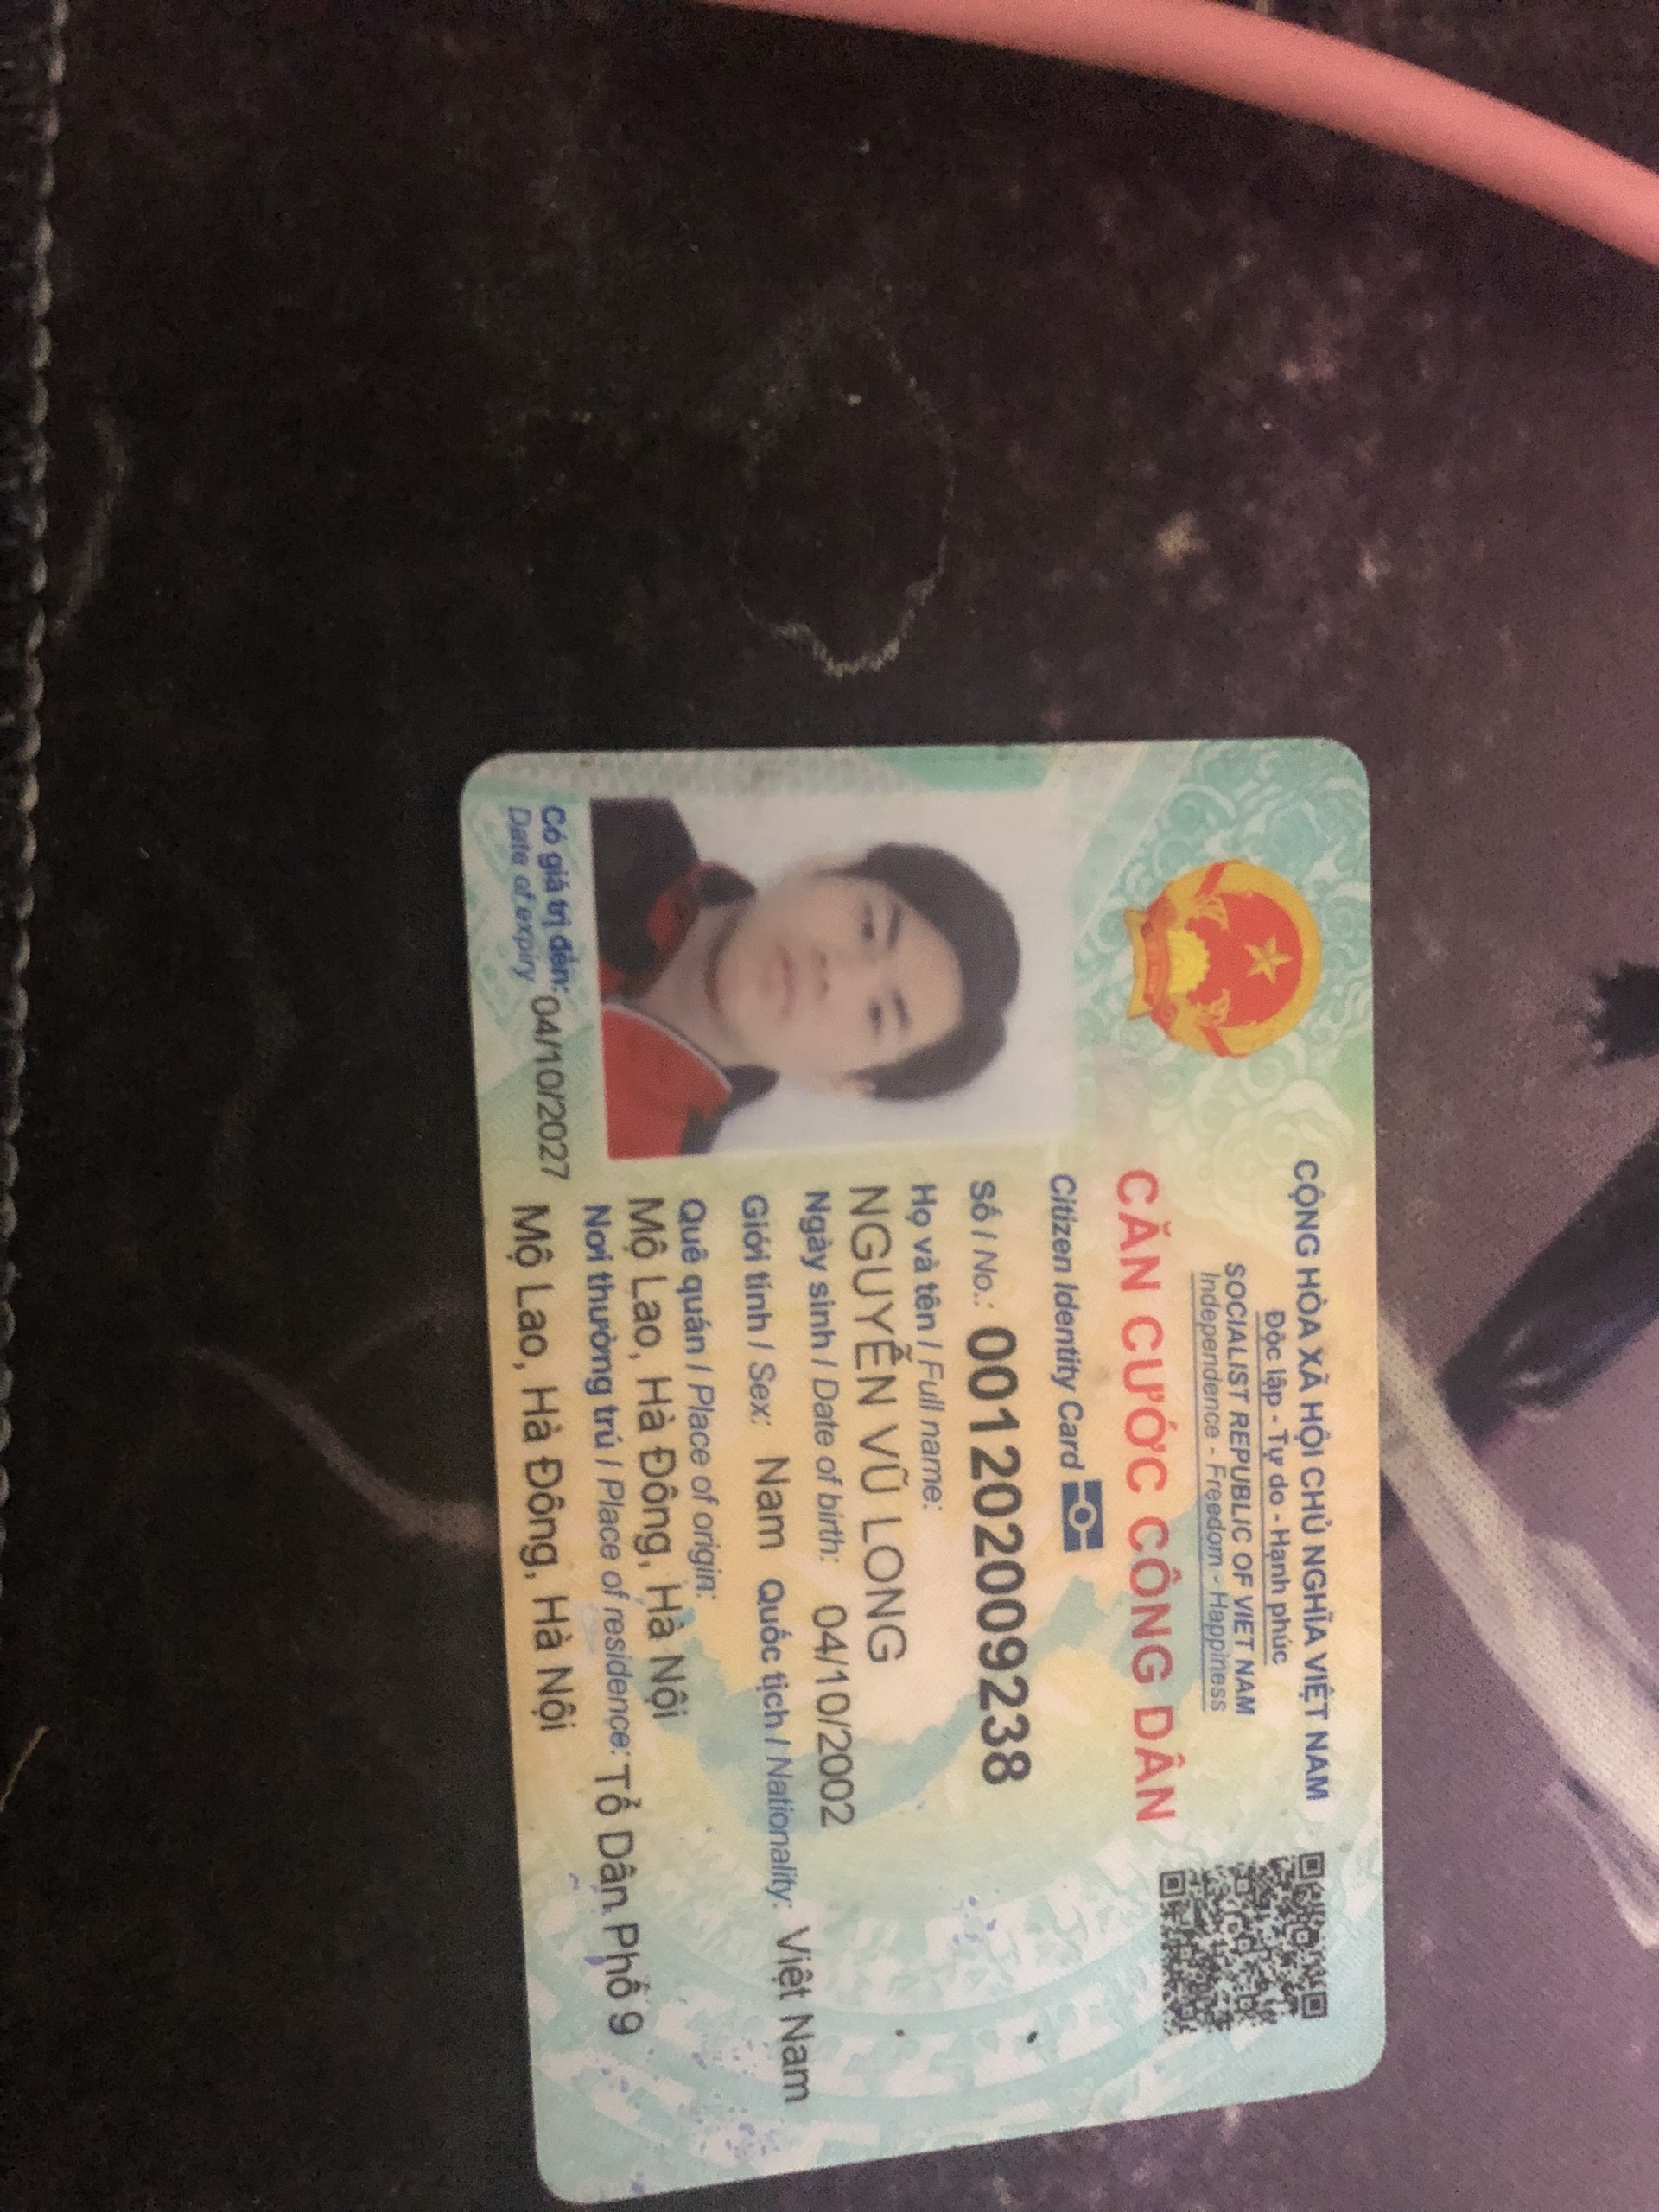 CỘNG HÒA XÃ HỘI CHỦ NGHĨA VIỆT NAM
Độc lập - Tự do - Hạnh phúc
SOCIALIST REPUBLIC OF VIET NAM
Independence - Freedom - Happiness
CĂN CƯỚC CÔNG DÂN
Citizen Identity Card
Số / No.: 001202009238
Họ và tên / Full name:
NGUYỄN VŨ LONG
Ngày sinh / Date of birth: 04/10/2002
Giới tính / Sex: Nam Quốc tịch / Nationality: Việt Nam
Quê quán / Place of origin:
Mộ Lao, Hà Đông, Hà Nội
Nơi thường trú / Place of residence: Tổ Dân Phố 9
Mộ Lao, Hà Đông, Hà Nội
Có giá trị đến: 04/10/2027
Date of expiry